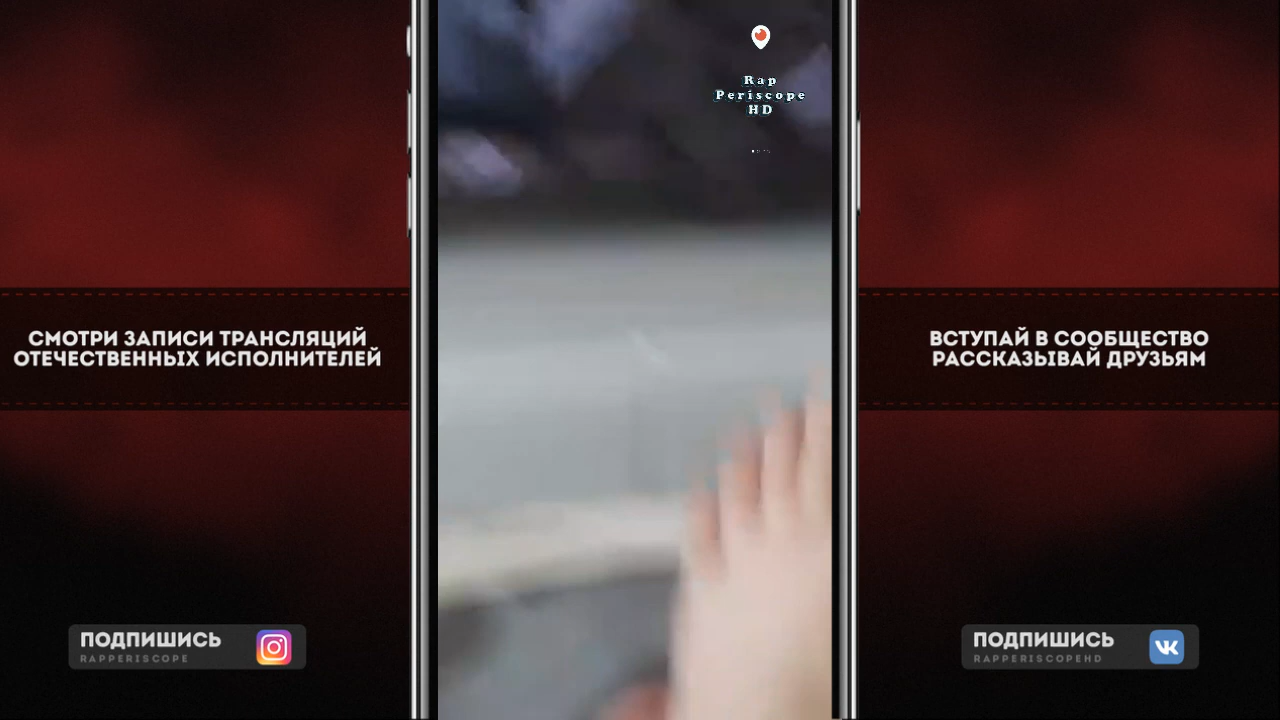 Rap
Periscope
HD
СМОТРИ ЗАПИСИ ТРАНСЛЯЦИЙ
ОТЕЧЕСТВЕННЫХ ИСПОЛНИТЕЛЕЙ
ВСТУПАЙ В СООБЩЕСТВО
РАССКАЗЫВАЙ ДРУЗЬЯМ
ПОДПИШИСЬ
RAPPERISCOPE
ПОДПИШИСЬ
RAPPERISCOPEHD